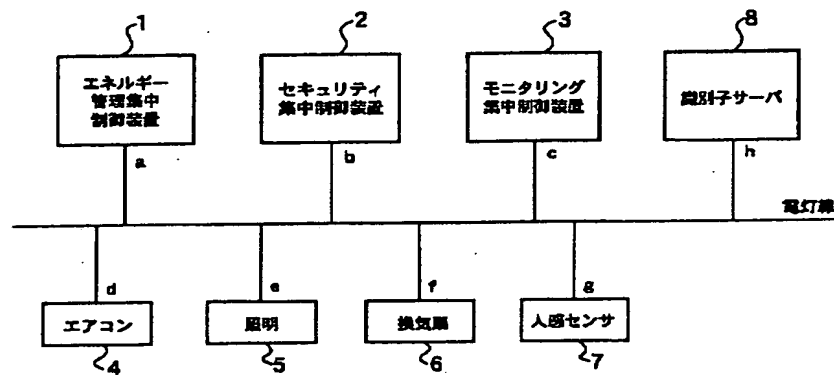 1
2
3
8
エネルギー
管理集中
制御装置
セキュリティ
集中制御装置
モニタリング
集中制御装置
識別子サーバ
a
b
c
h
電灯線
d
e
f
g
エアコン
照明
換気扇
人感センサ
4
5
6
7